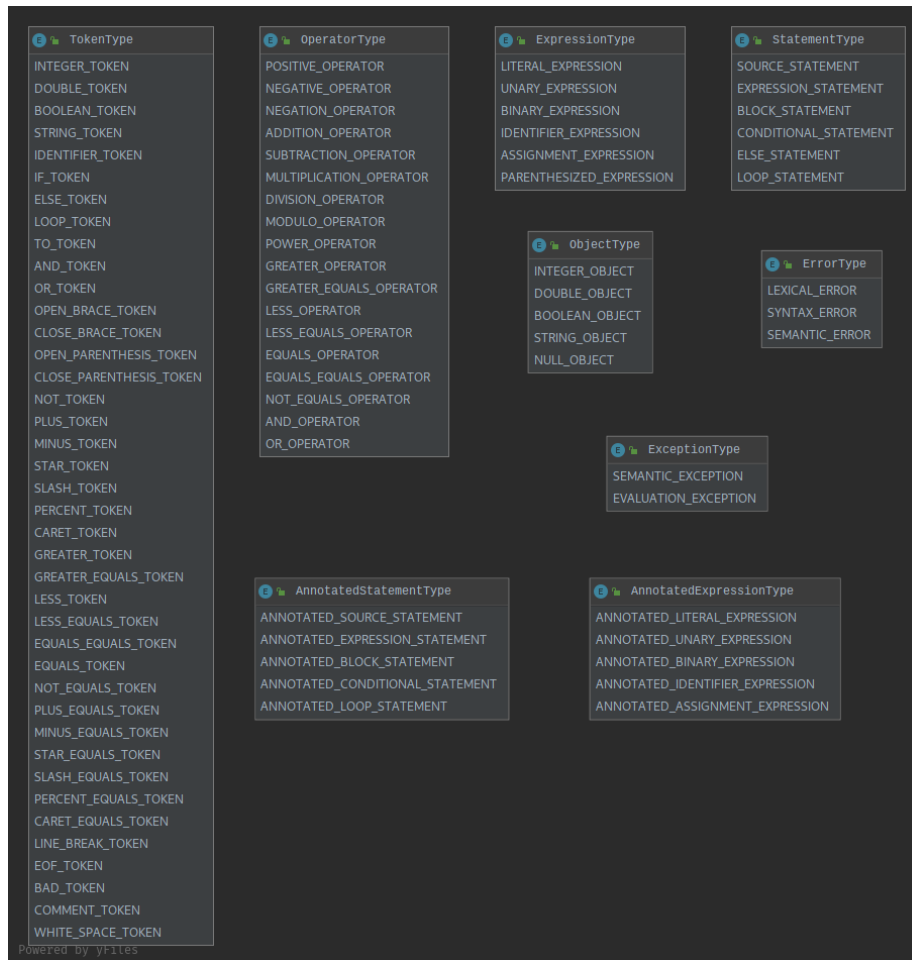 TokenType
INTEGER_TOKEN
DOUBLE_TOKEN
BOOLEAN_TOKEN
STRING_TOKEN
IDENTIFIER_TOKEN
IF_TOKEN
ELSE_TOKEN
LOOP_TOKEN
TO_TOKEN
AND_TOKEN
OR_TOKEN
OPEN_BRACE_TOKEN
CLOSE_BRACE_TOKEN
OPEN_PARENTHESIS_TOKEN
CLOSE_PARENTHESIS_TOKEN
NOT_TOKEN
PLUS_TOKEN
MINUS_TOKEN
STAR_TOKEN
SLASH_TOKEN
PERCENT_TOKEN
CARET_TOKEN
GREATER_TOKEN
GREATER_EQUALS_TOKEN
LESS_TOKEN
LESS_EQUALS_TOKEN
EQUALS_EQUALS_TOKEN
EQUALS_TOKEN
NOT_EQUALS_TOKEN
PLUS_EQUALS_TOKEN
MINUS_EQUALS_TOKEN
STAR_EQUALS_TOKEN
SLASH_EQUALS_TOKEN
PERCENT_EQUALS_TOKEN
CARET_EQUALS_TOKEN
LINE_BREAK_TOKEN
EOF_TOKEN
BAD_TOKEN
COMMENT_TOKEN
WHITE_SPACE_TOKEN
OperatorType
POSITIVE_OPERATOR
NEGATIVE_OPERATOR
NEGATION_OPERATOR
ADDITION_OPERATOR
SUBTRACTION_OPERATOR
MULTIPLICATION_OPERATOR
DIVISION_OPERATOR
MODULO_OPERATOR
POWER_OPERATOR
GREATER_OPERATOR
GREATER_EQUALS_OPERATOR
LESS_OPERATOR
LESS_EQUALS_OPERATOR
EQUALS_OPERATOR
EQUALS_EQUALS_OPERATOR
NOT_EQUALS_OPERATOR
AND_OPERATOR
OR_OPERATOR
ExpressionType
LITERAL_EXPRESSION
UNARY_EXPRESSION
BINARY_EXPRESSION
IDENTIFIER_EXPRESSION
ASSIGNMENT_EXPRESSION
PARENTHESIZED_EXPRESSION
StatementType
SOURCE_STATEMENT
EXPRESSION_STATEMENT
BLOCK_STATEMENT
CONDITIONAL_STATEMENT
ELSE_STATEMENT
LOOP_STATEMENT
ObjectType
INTEGER_OBJECT
DOUBLE_OBJECT
BOOLEAN_OBJECT
STRING_OBJECT
NULL_OBJECT
ErrorType
LEXICAL_ERROR
SYNTAX_ERROR
SEMANTIC_ERROR
ExceptionType
SEMANTIC_EXCEPTION
EVALUATION_EXCEPTION
AnnotatedStatementType
ANNOTATED_SOURCE_STATEMENT
ANNOTATED_EXPRESSION_STATEMENT
ANNOTATED_BLOCK_STATEMENT
ANNOTATED_CONDITIONAL_STATEMENT
ANNOTATED_LOOP_STATEMENT
AnnotatedExpressionType
ANNOTATED_LITERAL_EXPRESSION
ANNOTATED_UNARY_EXPRESSION
ANNOTATED_BINARY_EXPRESSION
ANNOTATED_IDENTIFIER_EXPRESSION
ANNOTATED_ASSIGNMENT_EXPRESSION
Powered by yFiles